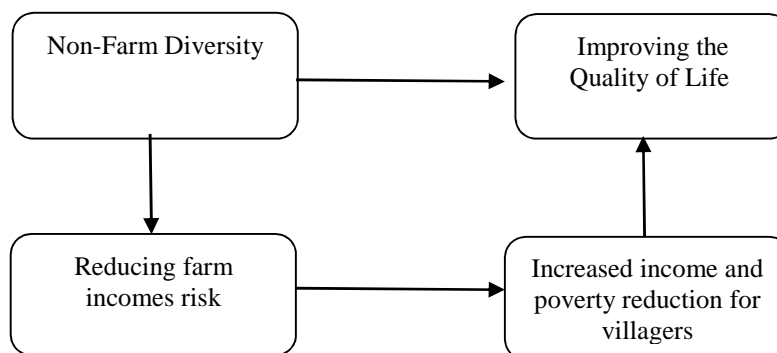 Non-Farm Diversity
Improving the
Quality of Life
Reducing farm
incomes risk
Increased income and
poverty reduction for
villagers